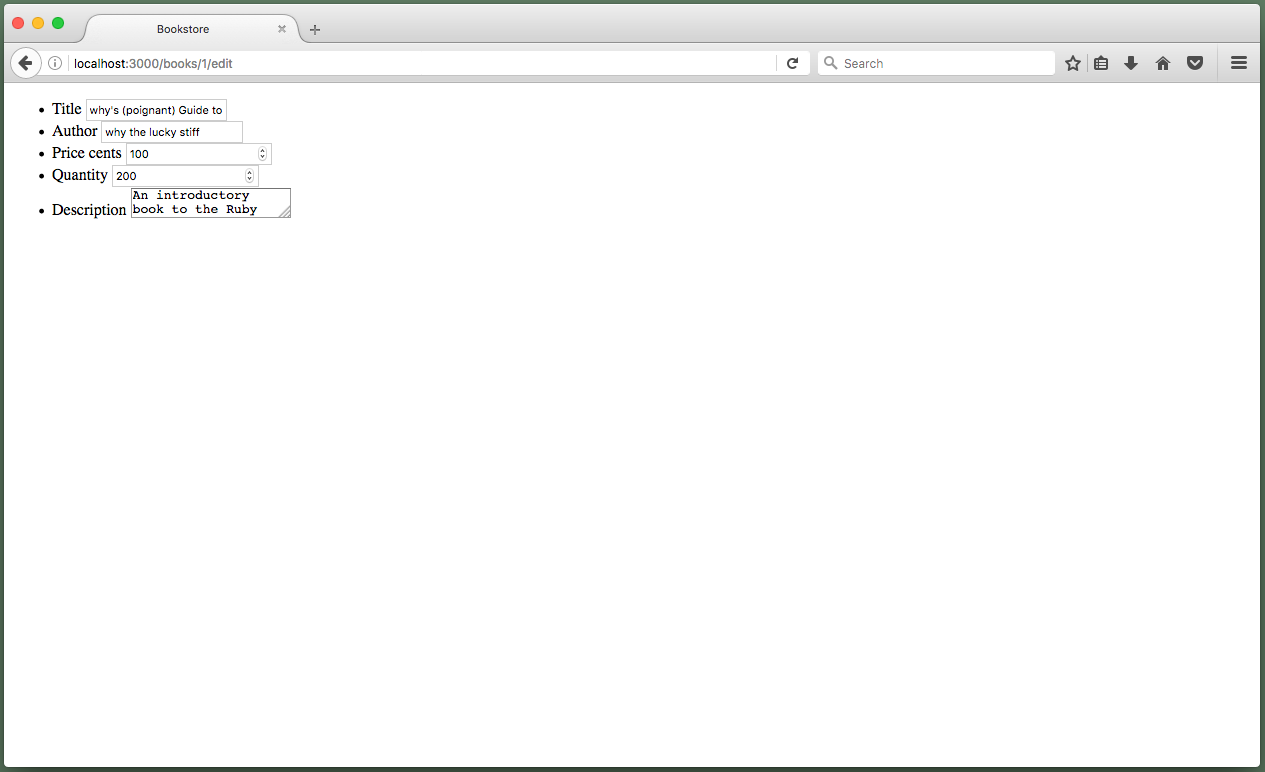 Bookstore
localhost:3000/books/1/edit
Search
Title why's (poignant) Guide to
Author why the lucky stiff
Price cents 100
Quantity 200
Description An introductory
book to the Ruby